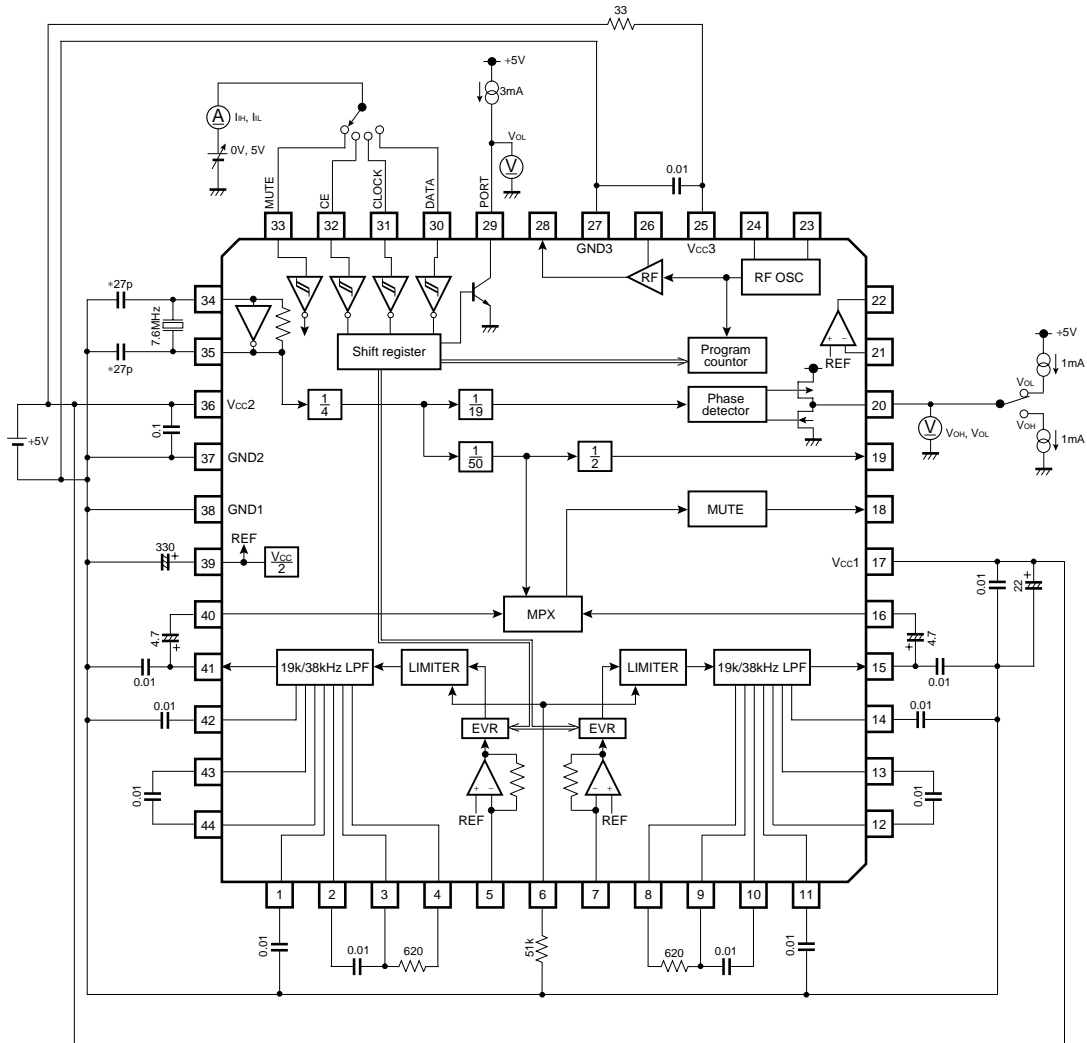 33
+5V
3mA
A
IIH, IIL
0V, 5V
VOL
V
0.01
MUTE
CE
CLOCK
DATA
PORT
33
32
31
30
29
28
27
26
25
24
23
GND3
VCC3
RF
RF OSC
*27p
34
7.6MHz
35
*27p
Shift register
Program
countor
22
+ −
REF
21
+5V
1mA
VOL
VOH
1mA
36
VCC2
+5V
0.1
1
4
1
19
Phase
detector
20
V
VOH, VOL
37
GND2
1
50
1
2
19
38
GND1
MUTE
18
330
+
39
REF
VCC
2
VCC1
17
0.01
22
+
40
MPX
16
4.7
+
4.7
+
0.01
41
19k/38kHz LPF
LIMITER
LIMITER
19k/38kHz LPF
15
0.01
0.01
42
EVR
EVR
14
0.01
43
13
0.01
0.01
+ −
− +
REF
REF
44
12
1
2
3
4
5
6
7
8
9
10
11
0.01
0.01
620
51k
620
0.01
0.01